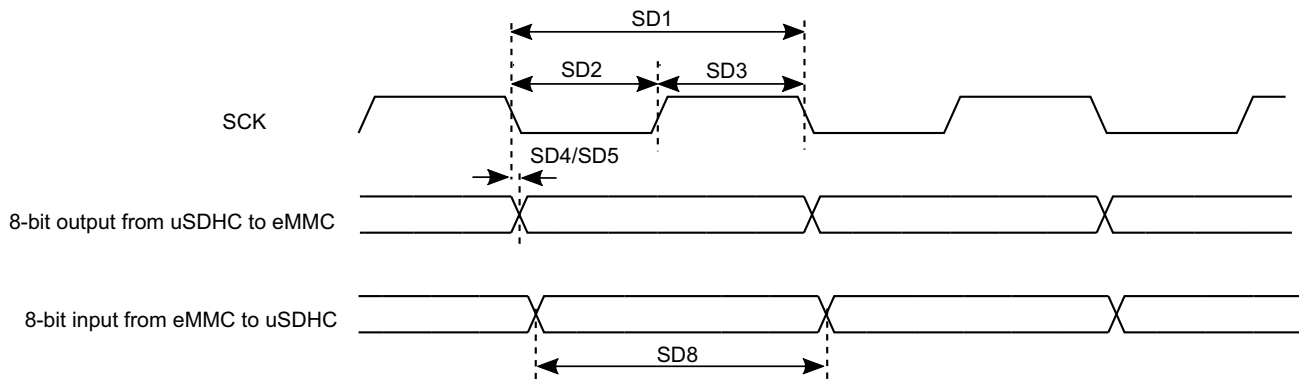 SD1
SD2
SD3
SCK
SD4/SD5
8-bit output from uSDHC to eMMC
8-bit input from eMMC to uSDHC
SD8